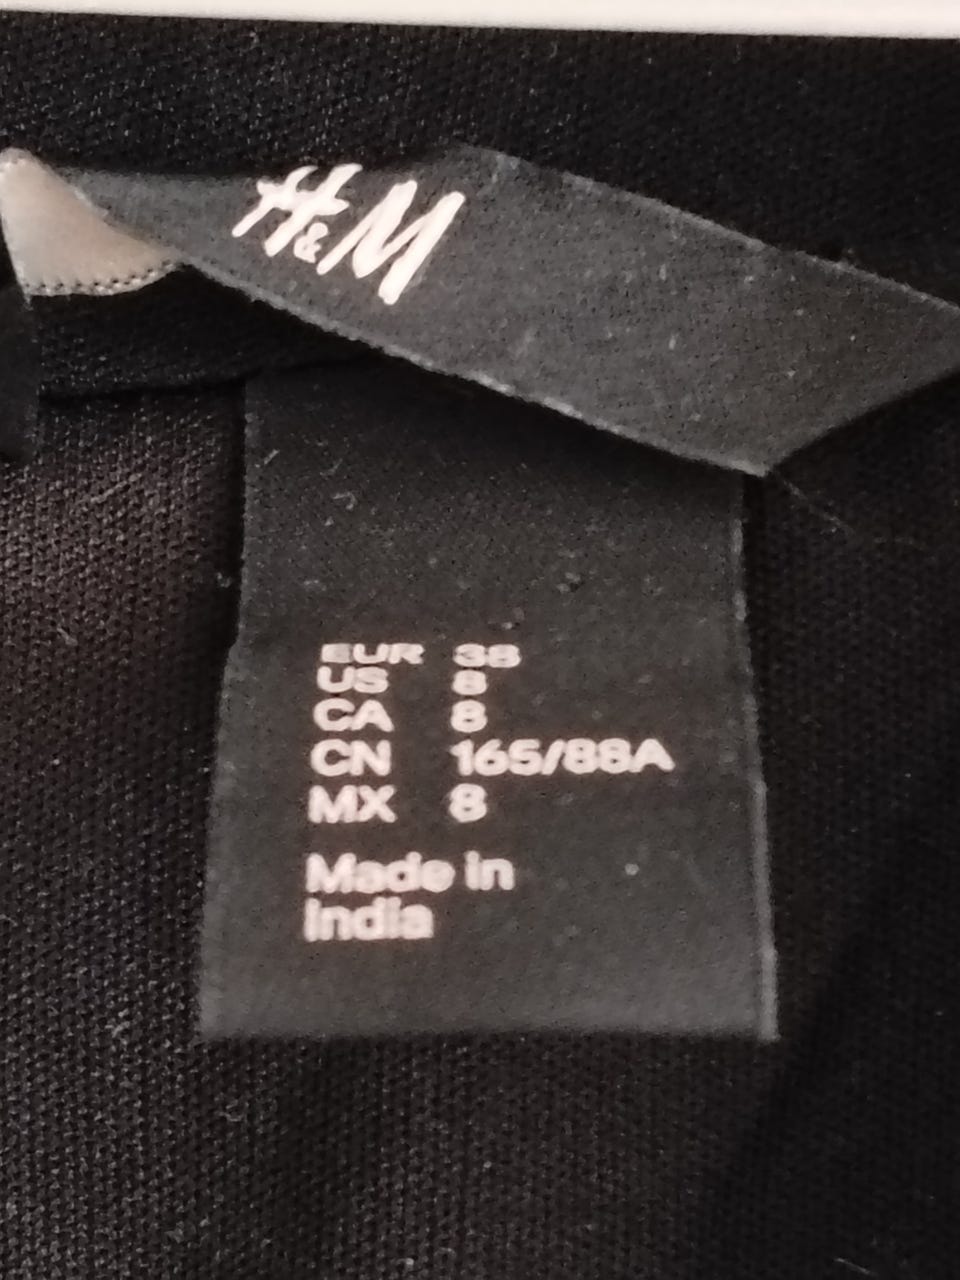 H&M
EUR 38
US 8
CA 8
CN 165/88A
MX 8
Made in
India